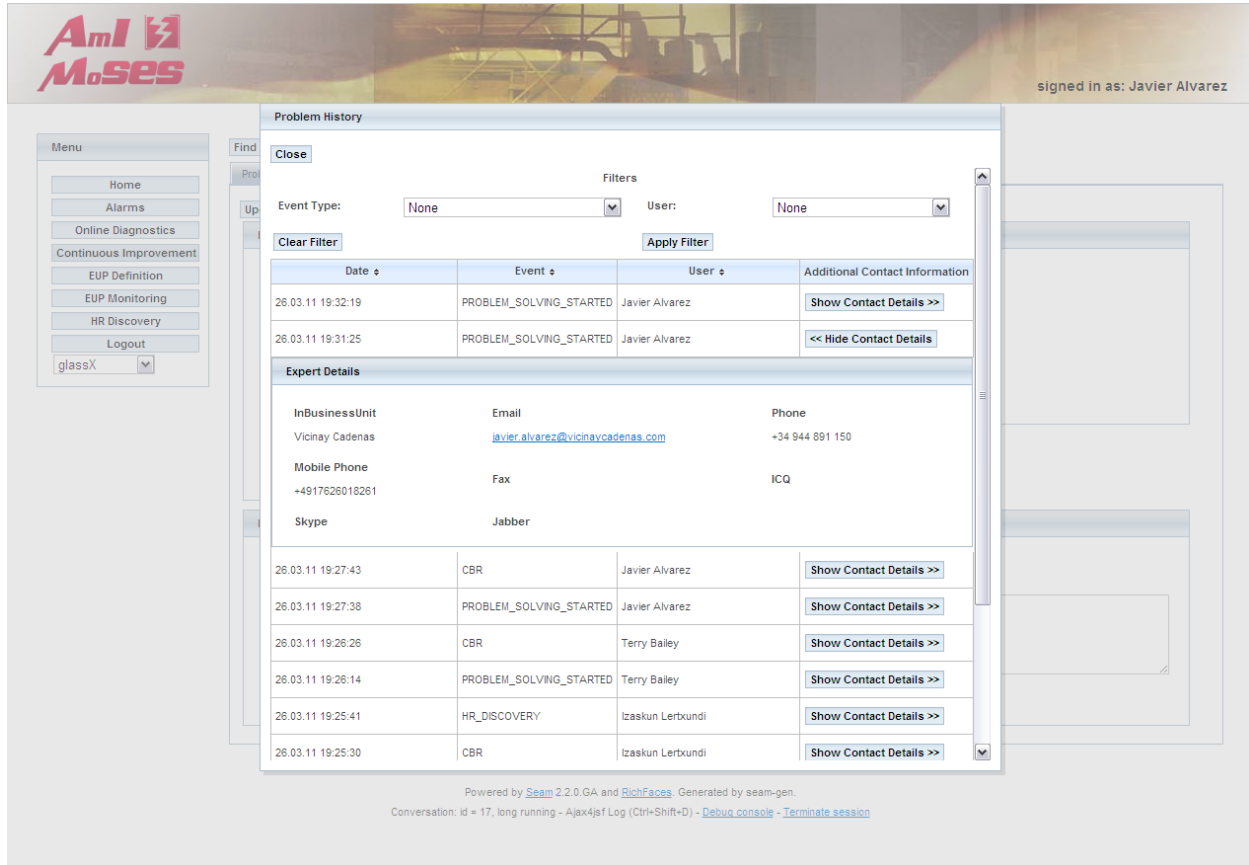 AmI
MoSES
signed in as: Javier Alvarez
Problem History
Menu
Find
Close
Filters
Home
Event Type:
None
User:
None
Alarms
Up
Online Diagnostics
Clear Filter
Apply Filter
Continuous Improvement
Date
Event
User
Additional Contact Information
EUP Definition
EUP Monitoring
26.03.11 19:32:19 PROBLEM_SOLVING_STARTED Javier Alvarez Show Contact Details >>
HR Discovery
Logout
26.03.11 19:31:25 PROBLEM_SOLVING_STARTED Javier Alvarez << Hide Contact Details
glassX
Expert Details
InBusinessUnit Email Phone
Vicinay Cadenas javier.alvarez@vicinaycadenas.com +34 944 891 150
Mobile Phone
Fax ICQ
+4917626018261
Skype Jabber
26.03.11 19:27:43 CBR Javier Alvarez Show Contact Details >>
26.03.11 19:27:38 PROBLEM_SOLVING_STARTED Javier Alvarez Show Contact Details >>
26.03.11 19:26:26 CBR Terry Bailey Show Contact Details >>
26.03.11 19:26:14 PROBLEM_SOLVING_STARTED Terry Bailey Show Contact Details >>
26.03.11 19:25:41 HR_DISCOVERY Izaskun Lertxundi Show Contact Details >>
26.03.11 19:25:30 CBR Izaskun Lertxundi Show Contact Details >>
Powered by Seam 2.2.0.GA and RichFaces. Generated by seam-gen.
Conversation: id = 17, long running - Ajax4jsf Log (Ctrl+Shift+D) - Debug console - Terminate session